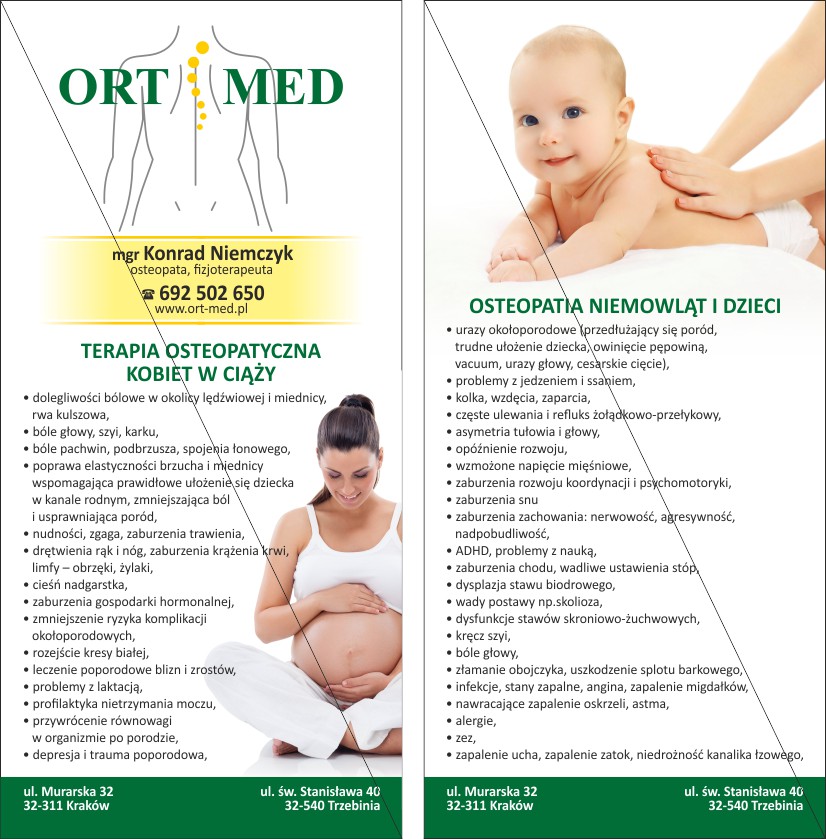 ORT MED
mgr Konrad Niemczyk
osteopata, fizjoterapeuta
☎ 692 502 650
www.ort-med.pl
TERAPIA OSTEOPATYCZNA
KOBIET W CIĄŻY
• dolegliwości bólowe w okolicy lędźwiowej i miednicy,
rwa kulszowa,
• bóle głowy, szyi, karku,
• bóle pachwin, podbrzusza, spojenia łonowego,
• poprawa elastyczności brzucha i miednicy
wspomagająca prawidłowe ułożenie się dziecka
w kanale rodnym, zmniejszająca ból
i usprawniająca poród,
• nudności, zgaga, zaburzenia trawienia,
• drętwienia rąk i nóg, zaburzenia krążenia krwi,
limfy – obrzęki, żylaki,
• cieśń nadgarstka,
• zaburzenia gospodarki hormonalnej,
• zmniejszenie ryzyka komplikacji
okołoporodowych,
• rozejście kresy białej,
• leczenie poporodowe blizn i zrostów,
• problemy z laktacją,
• profilaktyka nietrzymania moczu,
• przywrócenie równowagi
w organizmie po porodzie,
• depresja i trauma poporodowa,
ul. Murarska 32
32-311 Kraków
ul. św. Stanisława 40
32-540 Trzebinia
OSTEOPATIA NIEMOWLĄT I DZIECI
• urazy okołoporodowe (przedłużający się poród,
trudne ułożenie dziecka, owinięcie pępowiną,
vacuum, urazy głowy, cesarskie cięcie),
• problemy z jedzeniem i ssaniem,
• kolka, wzdęcia, zaparcia,
• częste ulewania i refluks żołądkowo-przełykowy,
• asymetria tułowia i głowy,
• opóźnienie rozwoju,
• wzmożone napięcie mięśniowe,
• zaburzenia rozwoju koordynacji i psychomotoryki,
• zaburzenia snu
• zaburzenia zachowania: nerwowość, agresywność,
nadpobudliwość,
• ADHD, problemy z nauką,
• zaburzenia chodu, wadliwe ustawienia stóp,
• dysplazja stawu biodrowego,
• wady postawy np.skolioza,
• dysfunkcje stawów skroniowo-żuchwowych,
• kręcz szyi,
• bóle głowy,
• złamanie obojczyka, uszkodzenie splotu barkowego,
• infekcje, stany zapalne, angina, zapalenie migdałków,
• nawracające zapalenie oskrzeli, astma,
• alergie,
• zez,
• zapalenie ucha, zapalenie zatok, niedrożność kanalika łzowego,
ul. Murarska 32
32-311 Kraków
ul. św. Stanisława 40
32-540 Trzebinia